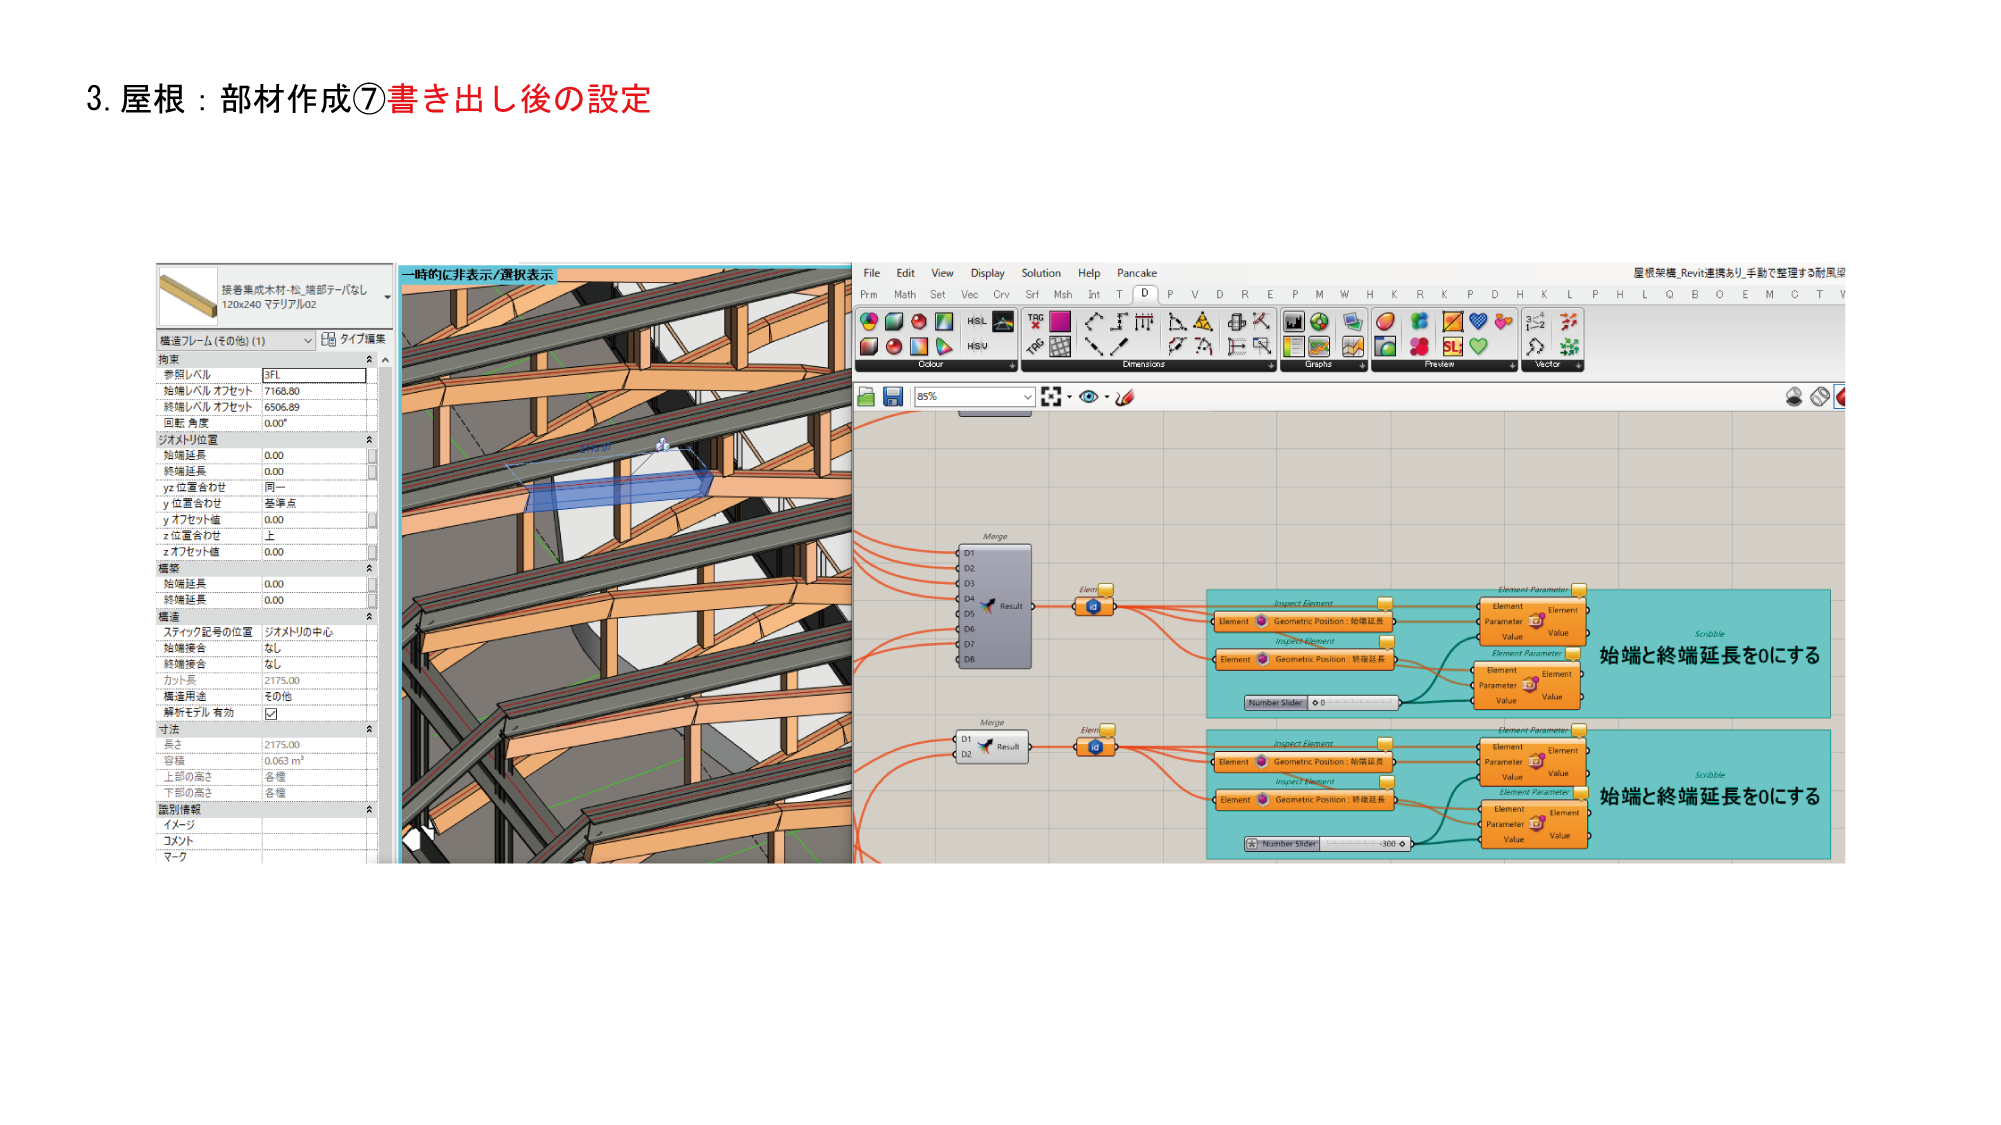 3.屋根：部材作成⑦書き出し後の設定
接着集成木材-松_端部テーパなし
120x240 マテリアル02
構造フレーム (その他) (1)
タイプ編集
拘束
参照レベル 3FL
始端レベル オフセット 7168.80
終端レベル オフセット 6506.89
回転 角度 0.00°
ジオメトリ位置
始端延長 0.00
終端延長 0.00
yz 位置合わせ 同一
y 位置合わせ 基準点
y オフセット値 0.00
z 位置合わせ 上
z オフセット値 0.00
構築
始端延長 0.00
終端延長 0.00
構造
スティック記号の位置 ジオメトリの中心
始端接合 なし
終端接合 なし
カット長 2175.00
構造用途 その他
解析モデル 有効
寸法
長さ 2175.00
容積 0.063 m³
上部の高さ 各種
下部の高さ 各種
識別情報
イメージ
コメント
マーク
一時的に非表示/選択表示
File Edit View Display Solution Help Pancake
屋根架構_Revit連携あり_手動で整理する耐風梁
Prm Math Set Vec Crv Srf Msh Int T D P V D R E P M W H K R K P D H K L P H L Q B O E M C T V
HSL
HSV
TAG
TAG
SL
Colour
Dimensions
Graphs
Preview
Vector
85%
Merge
D1
D2
D3
D4
D5
D6
D7
D8
Result
Elem
id
Inspect Element
Element Geometric Position : 始端延長
Inspect Element
Element Geometric Position : 終端延長
Number Slider 0
Element Parameter
Element
Parameter
Value
Element
Value
Element Parameter
Element
Parameter
Value
Element
Value
Scribble
始端と終端延長を0にする
Merge
D1
D2
Result
Elem
id
Inspect Element
Element Geometric Position : 始端延長
Inspect Element
Element Geometric Position : 終端延長
Number Slider -300
Element Parameter
Element
Parameter
Value
Element
Value
Element Parameter
Element
Parameter
Value
Element
Value
Scribble
始端と終端延長を0にする